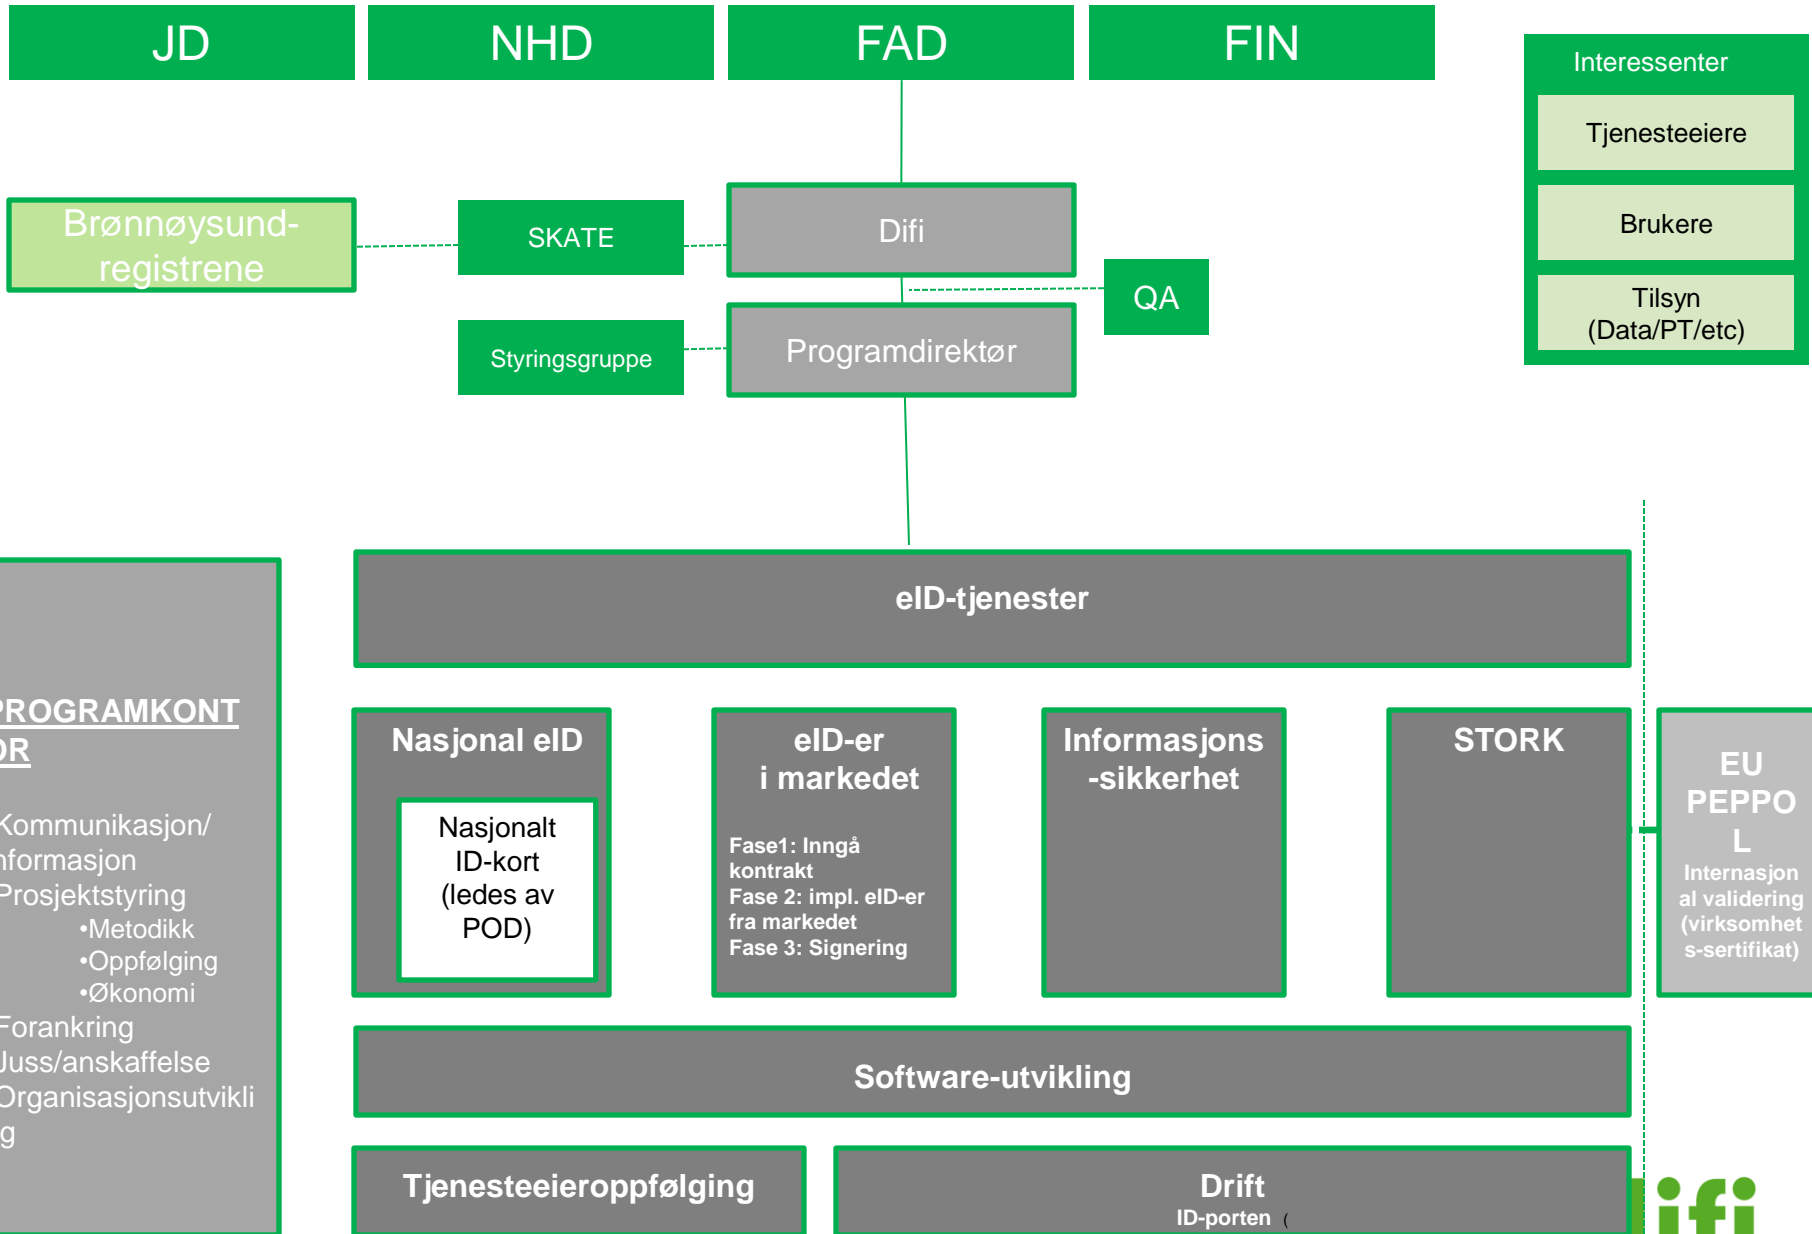 JD
NHD
FAD
FIN
Interessenter
Tjenesteeiere
Brukere
Tilsyn
(Data/PT/etc)
Brønnøysund-
registrene
SKATE
Difi
QA
Styringsgruppe
Programdirektør
eID-tjenester
PROGRAMKONT
OR
Kommunikasjon/
nformasjon
Prosjektstyring
•Metodikk
•Oppfølging
•Økonomi
Forankring
Juss/anskaffelse
Organisasjonsutvikli
g
Nasjonal eID
Nasjonalt
ID-kort
(ledes av
POD)
eID-er
i markedet
Fase1: Inngå
kontrakt
Fase 2: impl. eID-er
fra markedet
Fase 3: Signering
Informasjons
-sikkerhet
STORK
EU
PEPPO
L
Internasjon
al validering
(virksomhet
s-sertifikat)
Software-utvikling
Tjenesteeieroppfølging
Drift
ID-porten (
ifi